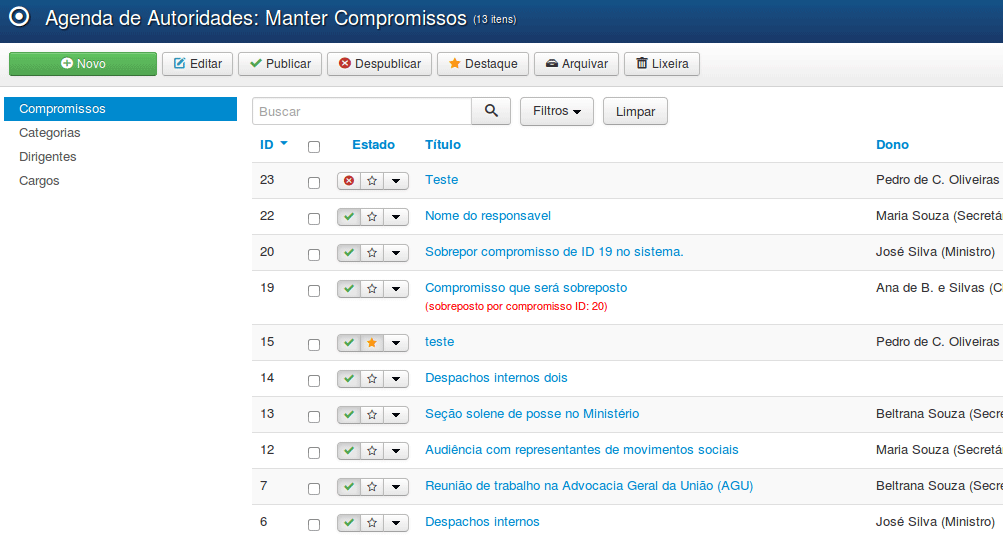 Agenda de Autoridades: Manter Compromissos (13 itens)
Novo Editar Publicar Despublicar Destaque Arquivar Lixeira
Compromissos
Categorias
Dirigentes
Cargos
Buscar Filtros Limpar
ID Estado Título Dono
23 Teste Pedro de C. Oliveiras
22 Nome do responsavel Maria Souza (Secretá
20 Sobrepor compromisso de ID 19 no sistema. José Silva (Ministro)
19 Compromisso que será sobreposto Ana de B. e Silvas (C
(sobreposto por compromisso ID: 20)
15 teste Pedro de C. Oliveiras
14 Despachos internos dois
13 Seção solene de posse no Ministério Beltrana Souza (Secre
12 Audiência com representantes de movimentos sociais Maria Souza (Secretá
7 Reunião de trabalho na Advocacia Geral da União (AGU) Beltrana Souza (Secre
6 Despachos internos José Silva (Ministro)